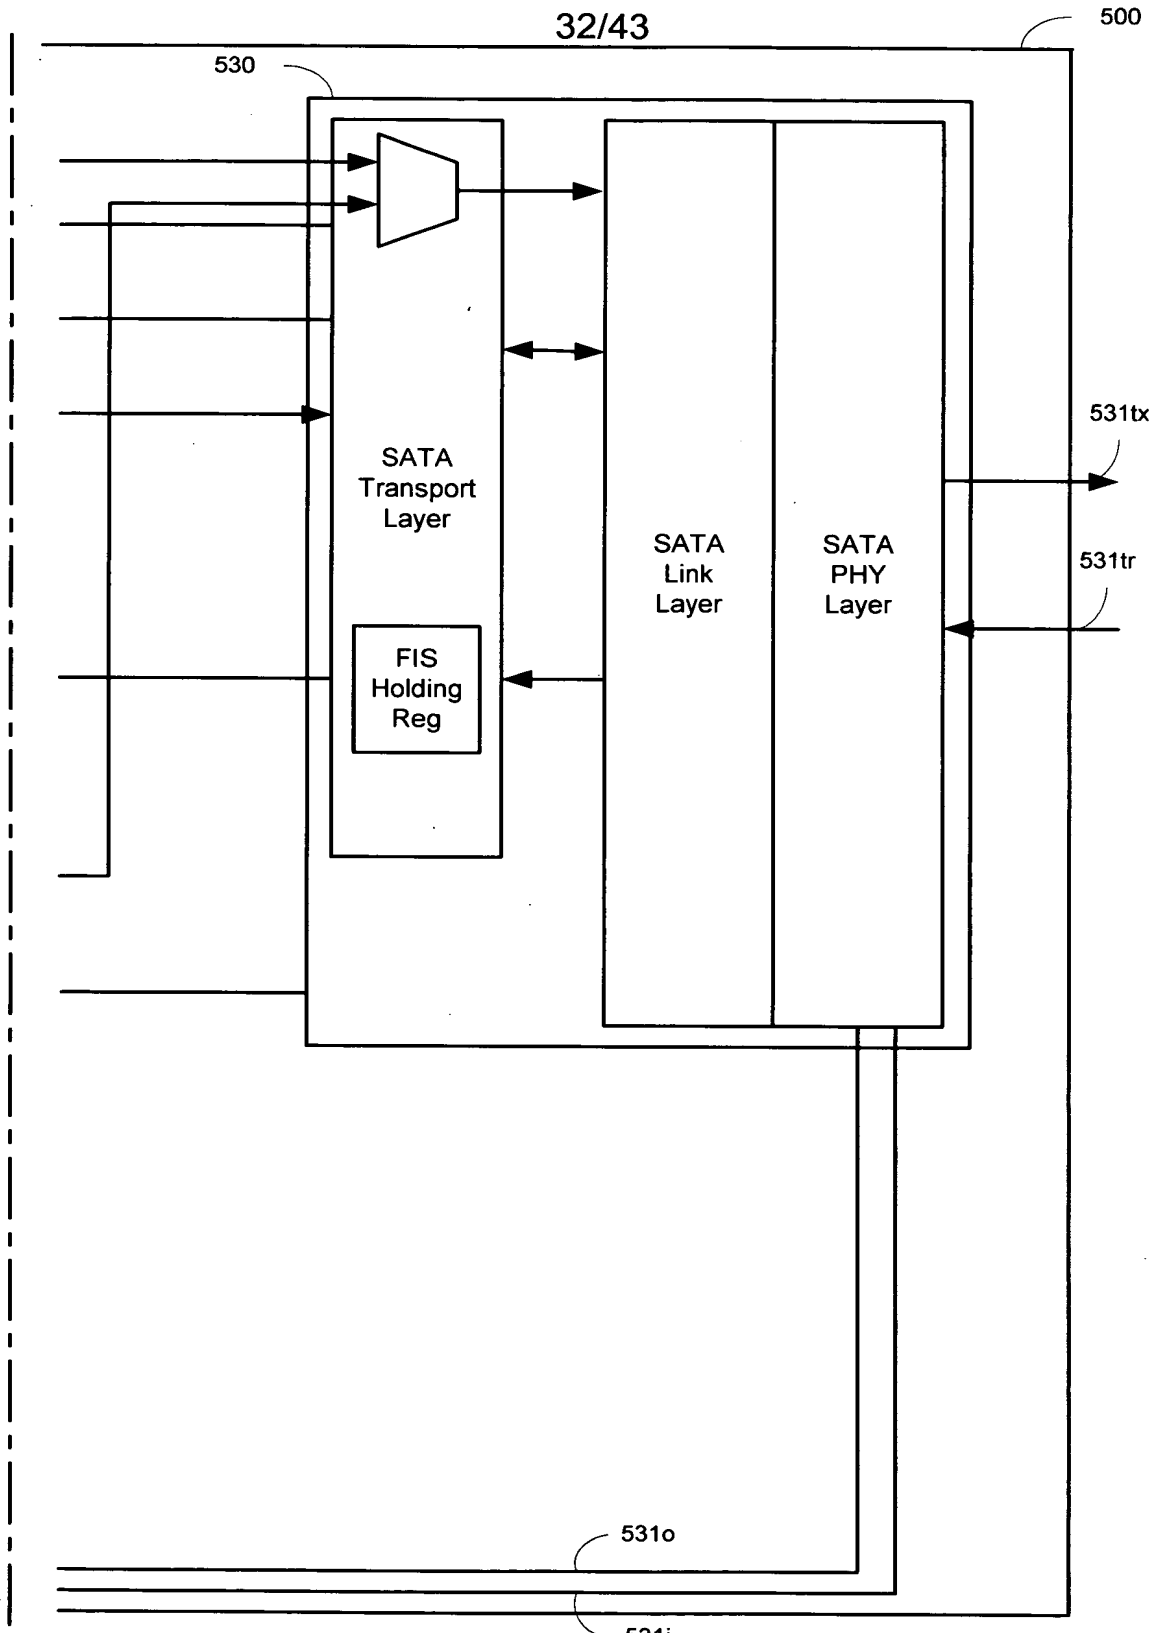 32/43
500
530
531tx
SATA
Transport
Layer
SATA
Link
Layer
SATA
PHY
Layer
531tr
FIS
Holding
Reg
531o